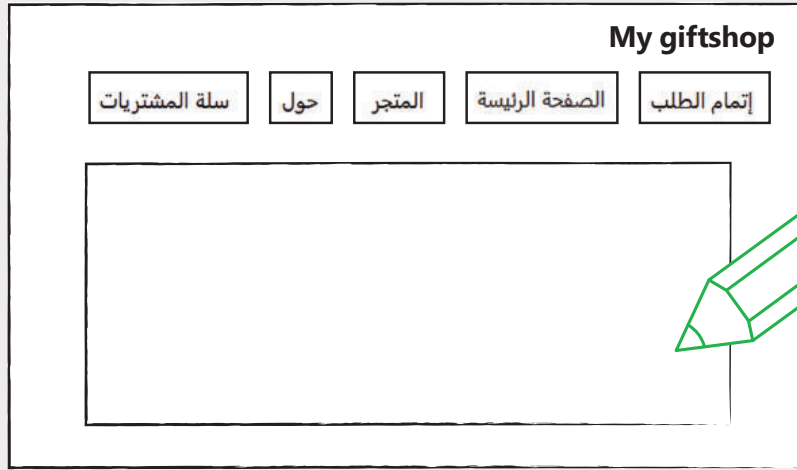 My giftshop
إتمام الطلب الصفحة الرئيسة المتجر حول سلة المشتريات